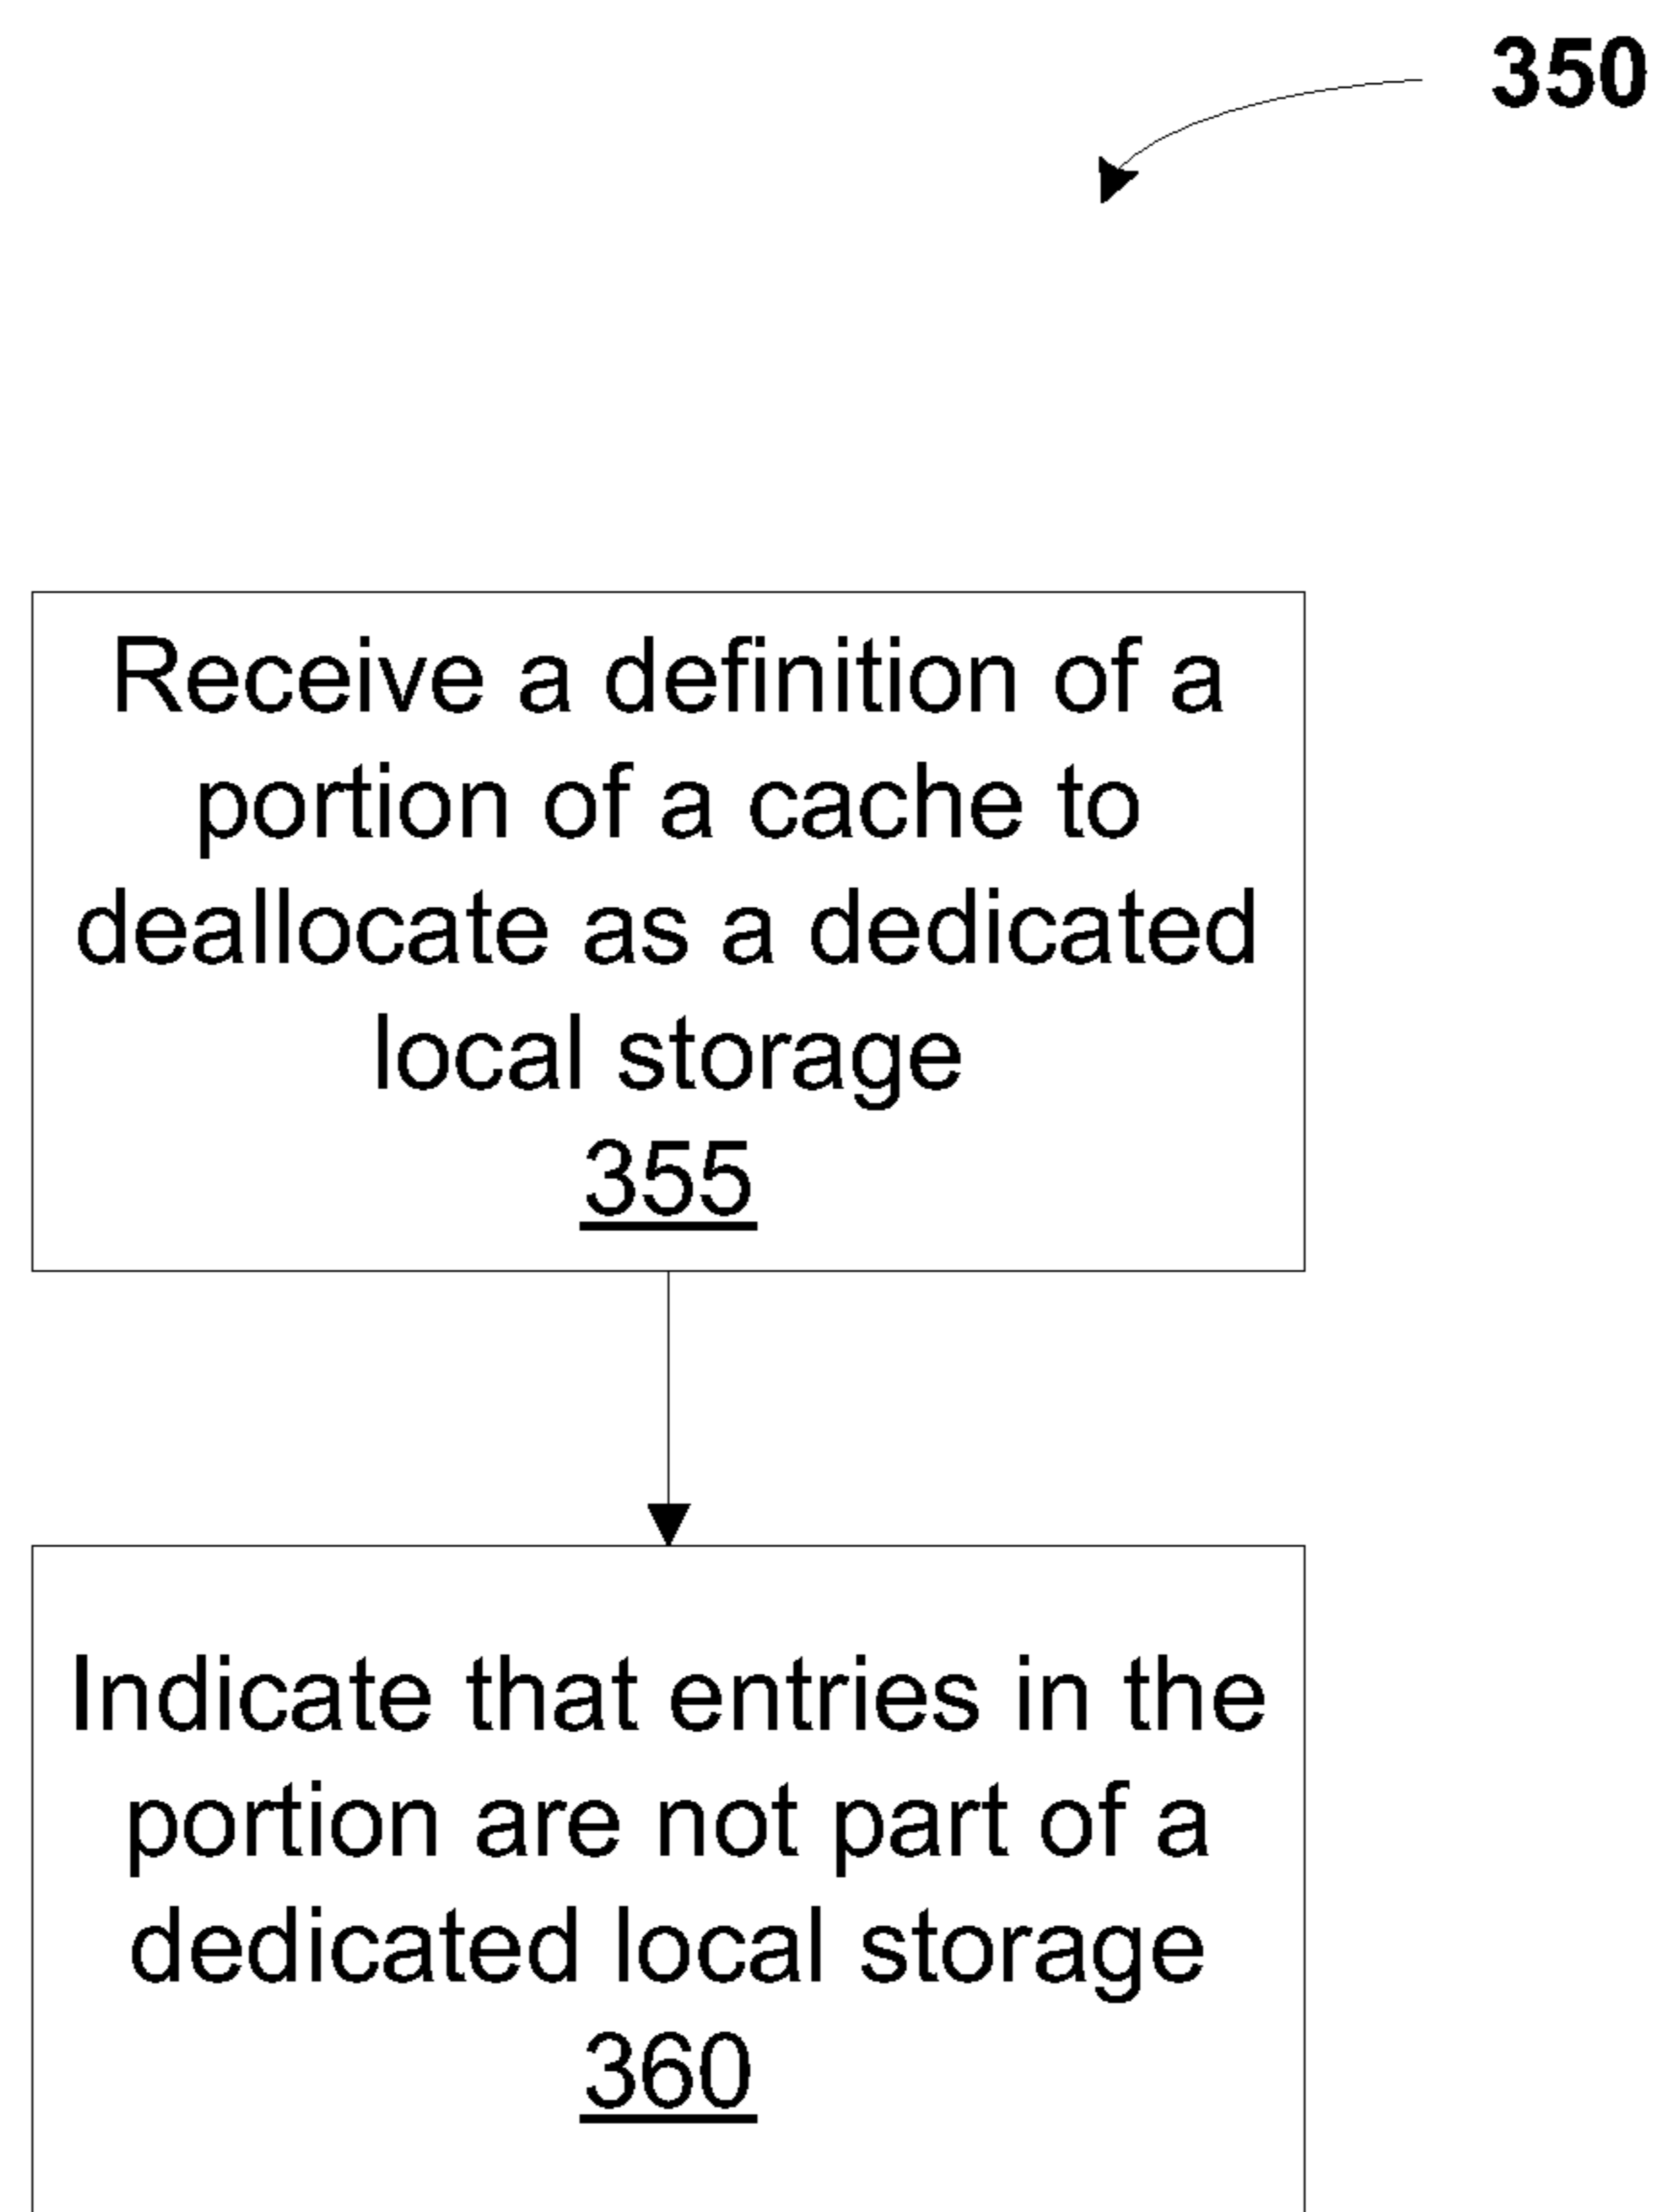 350
Receive a definition of a
portion of a cache to
deallocate as a dedicated
local storage
355
Indicate that entries in the
portion are not part of a
dedicated local storage
360